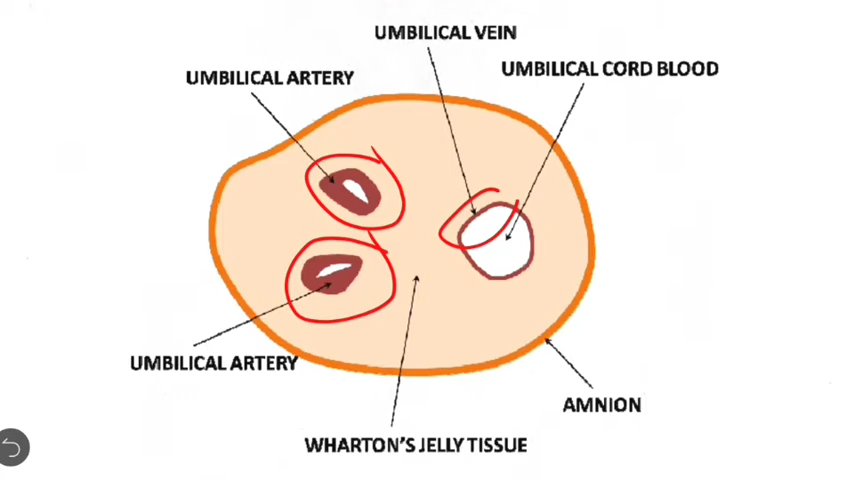 UMBILICAL VEIN
UMBILICAL CORD BLOOD
UMBILICAL ARTERY
UMBILICAL ARTERY
AMNION
WHARTON'S JELLY TISSUE